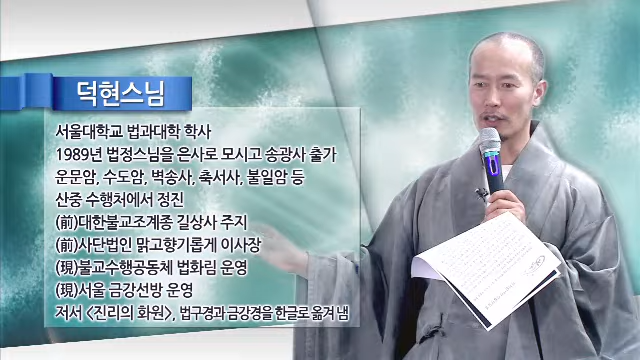 덕현스님
서울대학교 법과대학 학사
1989년 법정스님을 은사로 모시고 송광사 출가
운문암, 수도암, 벽송사, 축서사, 불일암 등
산중 수행처에서 정진
(前)대한불교조계종 길상사 주지
(前)사단법인 맑고향기롭게 이사장
(現)불교수행공동체 법화림 운영
(現)서울 금강선방 운영
저서 <진리의 화원>, 법구경과 금강경을 한글로 옮겨 냄